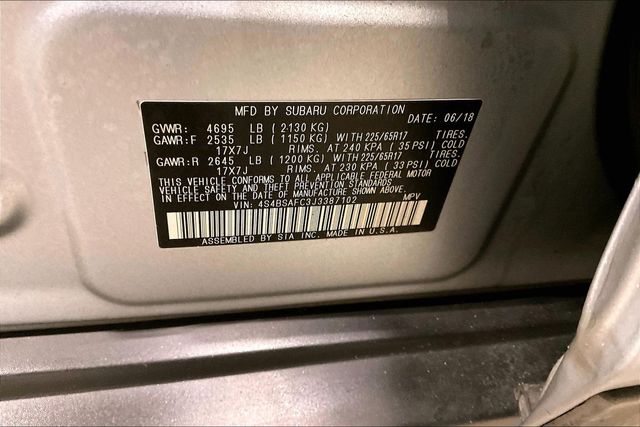 MFD BY SUBARU CORPORATION DATE: 06/18
GVWR: 4695 LB (2130 KG)
GAWR:F 2535 LB (1150 KG) WITH 225/65R17 TIRES.
17X7J RIMS. AT 240 KPA (35 PSI) COLD
GAWR:R 2645 LB (1200 KG) WITH 225/65R17 TIRES.
17X7J RIMS. AT 230 KPA (33 PSI) COLD
THIS VEHICLE CONFORMS TO ALL APPLICABLE FEDERAL MOTOR
VEHICLE SAFETY AND THEFT PREVENTION STANDARDS
IN EFFECT ON THE DATE OF MANUFACTURE SHOWN ABOVE.
VIN: 4S4BSAFC3J3387102 MPV
ASSEMBLED BY SIA INC. MADE IN U.S.A.